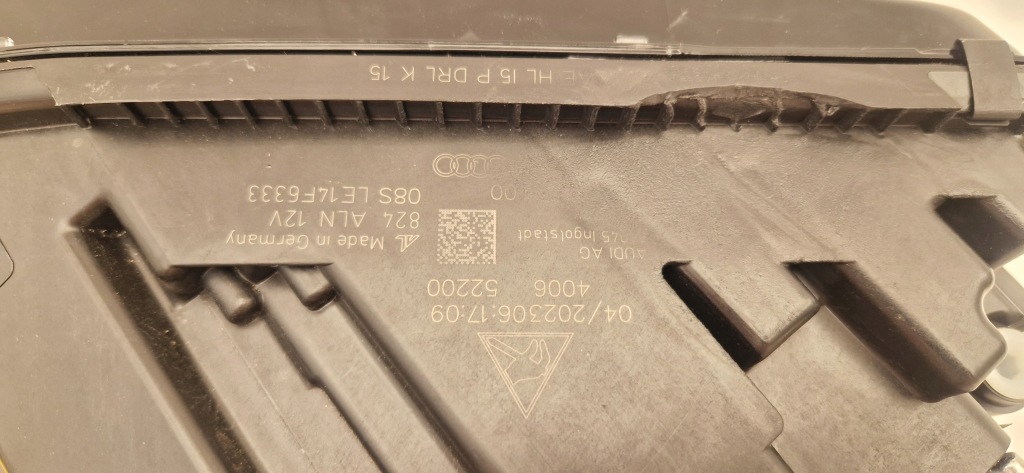 04/202306:17:09
4006 52200
AUDI AG
Ingolstadt
Made in Germany
824 ALN 12V
08S LE14F6333
HL I5 P DRL K 15